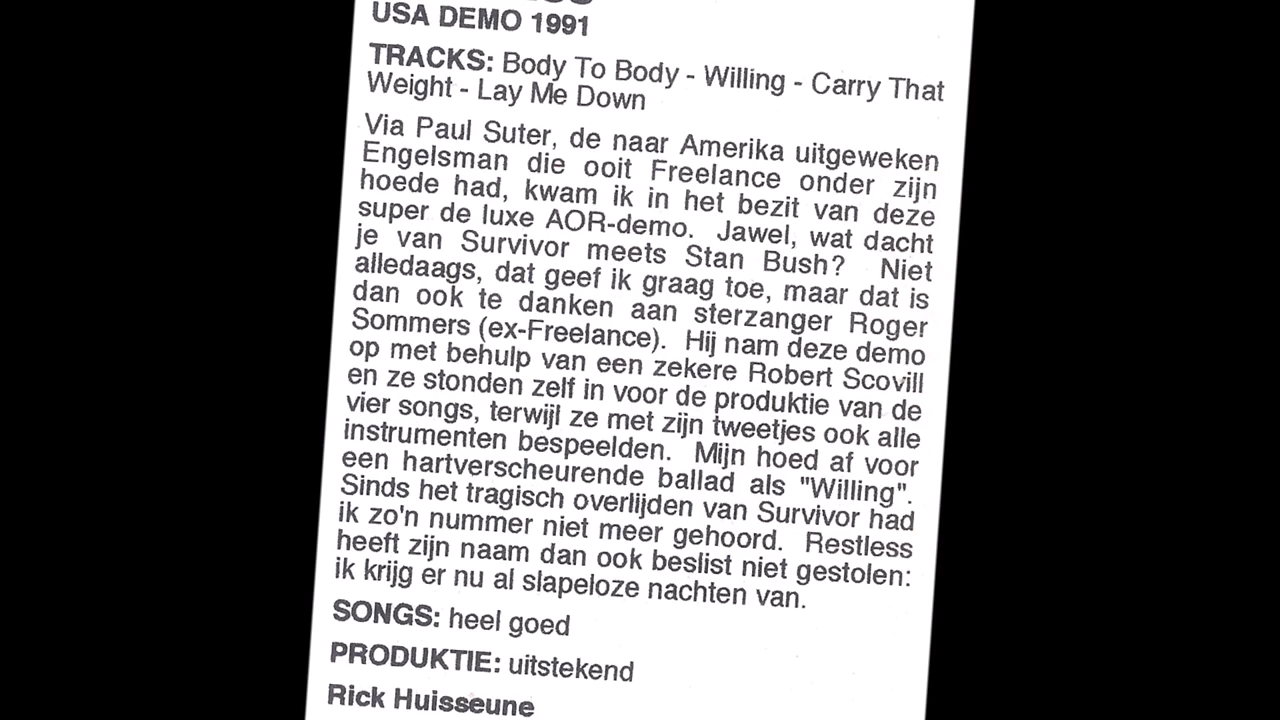 USA DEMO 1991
TRACKS: Body To Body - Willing - Carry That
Weight - Lay Me Down
Via Paul Suter, de naar Amerika uitgeweken
Engelsman die ooit Freelance onder zijn
hoede had, kwam ik in het bezit van deze
super de luxe AOR-demo. Jawel, wat dacht
je van Survivor meets Stan Bush? Niet
alledaags, dat geef ik graag toe, maar dat is
dan ook te danken aan sterzanger Roger
Sommers (ex-Freelance). Hij nam deze demo
op met behulp van een zekere Robert Scovill
en ze stonden zelf in voor de produktie van de
vier songs, terwijl ze met zijn tweetjes ook alle
instrumenten bespeelden. Mijn hoed af voor
een hartverscheurende ballad als "Willing".
Sinds het tragisch overlijden van Survivor had
ik zo'n nummer niet meer gehoord. Restless
heeft zijn naam dan ook beslist niet gestolen:
ik krijg er nu al slapeloze nachten van.
SONGS: heel goed
PRODUKTIE: uitstekend
Rick Huisseune